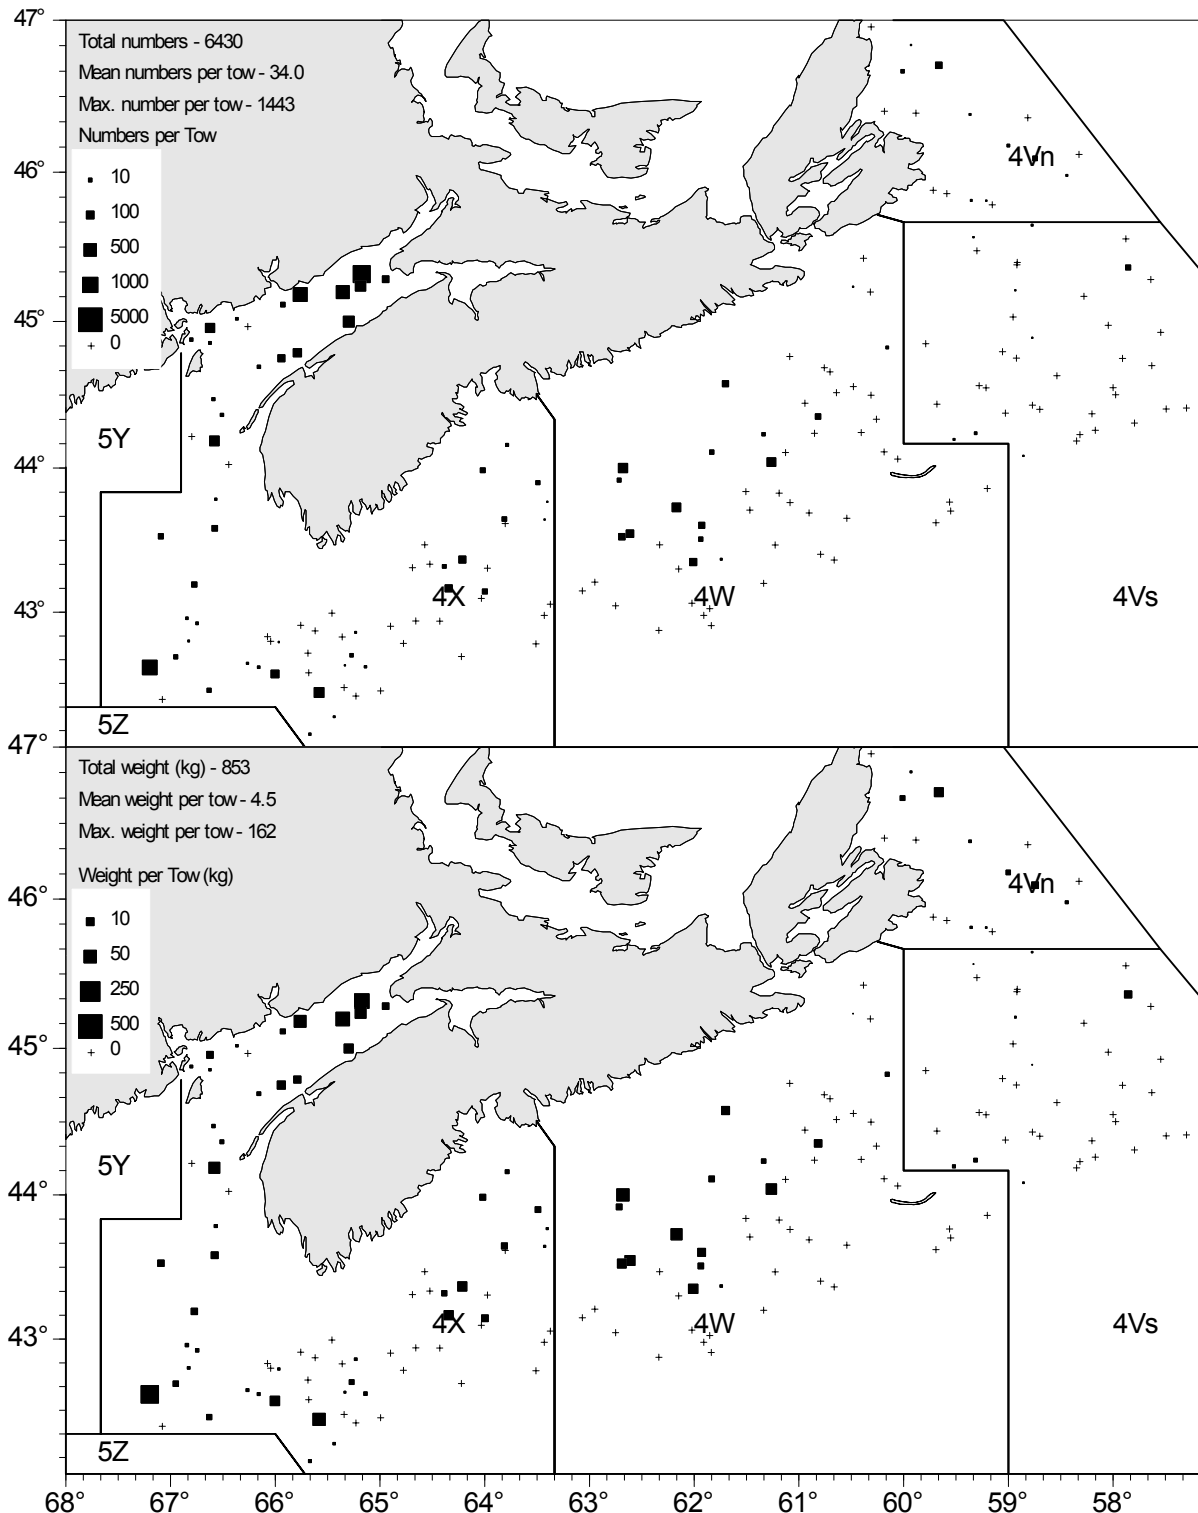 47°
Total numbers - 6430
Mean numbers per tow - 34.0
Max. number per tow - 1443
Numbers per Tow
10
100
500
1000
5000
0
46°
45°
44°
43°
4Vn
5Y
4X
4W
4Vs
5Z
47°
Total weight (kg) - 853
Mean weight per tow - 4.5
Max. weight per tow - 162
Weight per Tow (kg)
10
50
250
500
0
46°
45°
44°
43°
4Vn
5Y
4X
4W
4Vs
5Z
68° 67° 66° 65° 64° 63° 62° 61° 60° 59° 58°